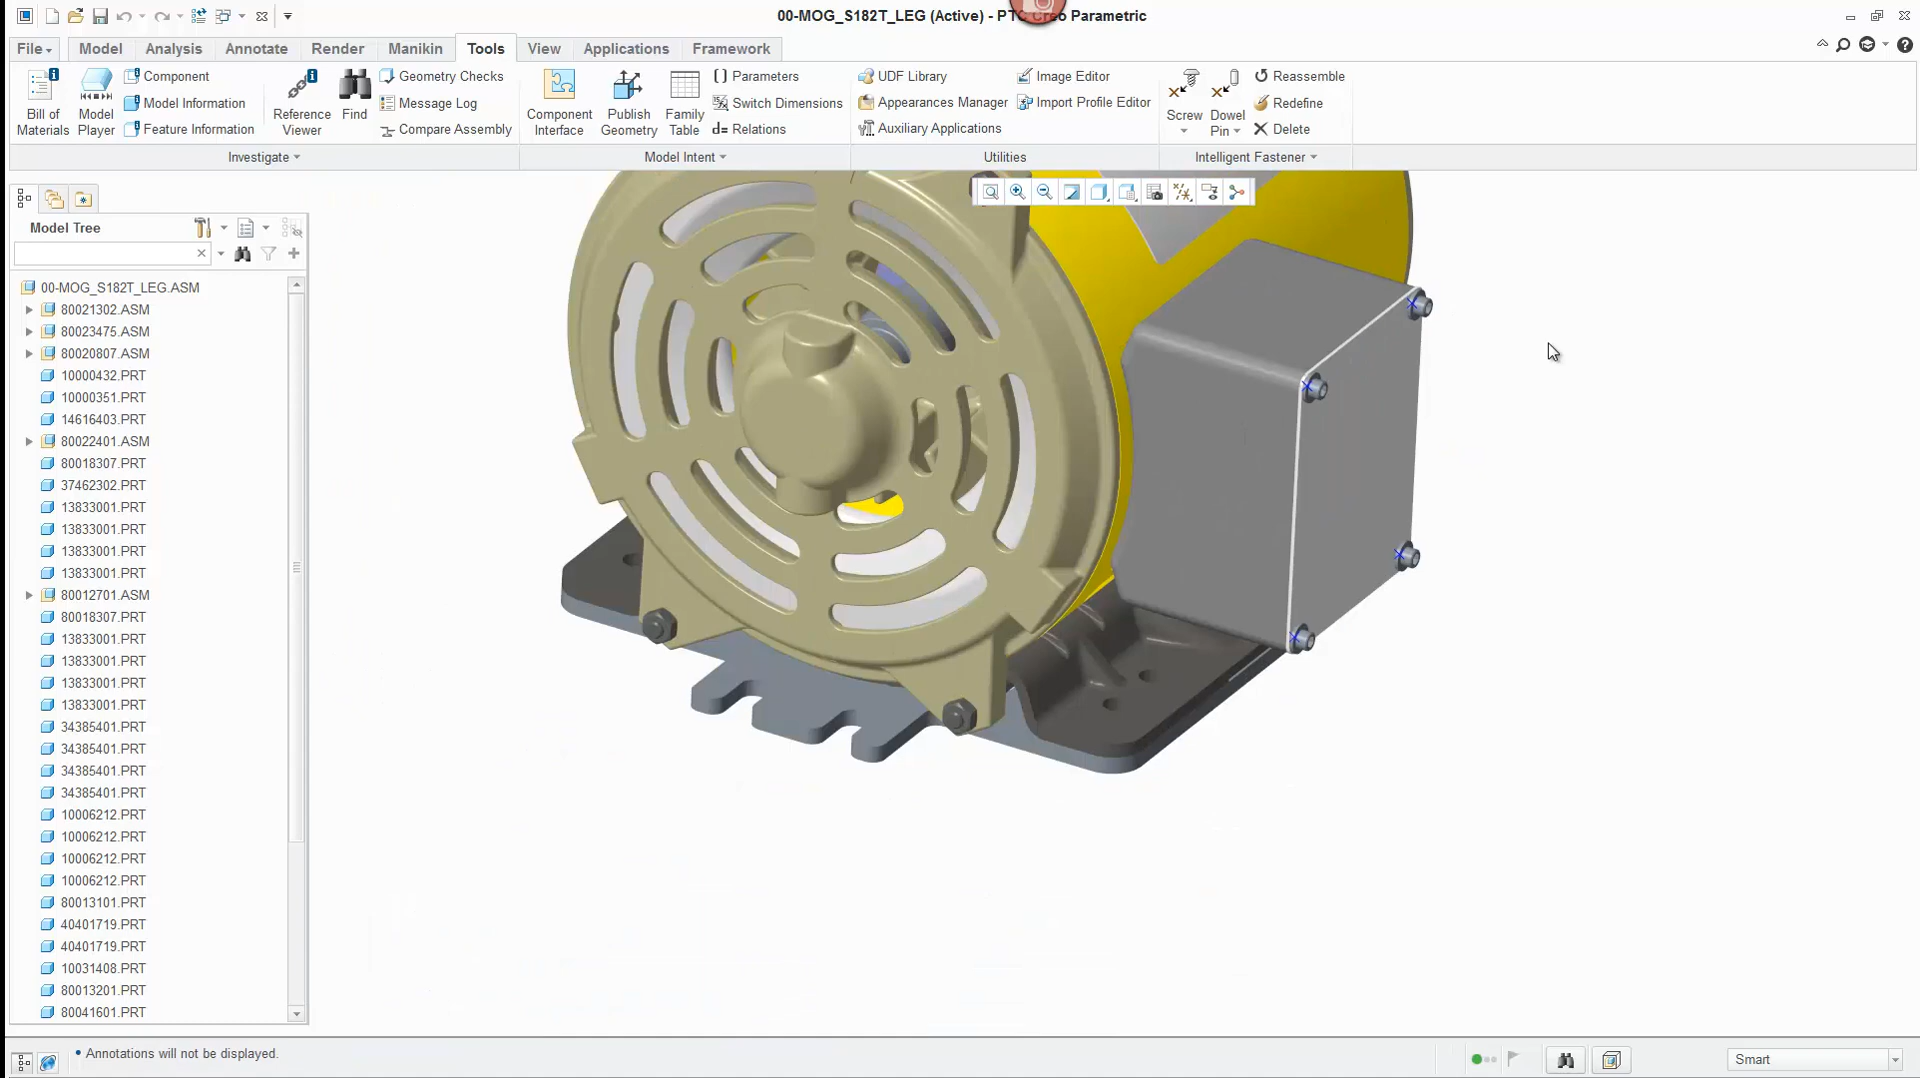 00-MOG_S182T_LEG (Active) - PTC Creo Parametric
File Model Analysis Annotate Render Manikin Tools View Applications Framework
Bill of Materials
Model Player
Component
Model Information
Feature Information
Reference Viewer
Find
Geometry Checks
Message Log
Compare Assembly
Component Interface
Publish Geometry
Family Table
Parameters
Switch Dimensions
d= Relations
UDF Library
Appearances Manager
Auxiliary Applications
Image Editor
Import Profile Editor
Screw
Dowel Pin
Reassemble
Redefine
Delete
Investigate Model Intent Utilities Intelligent Fastener
Model Tree
00-MOG_S182T_LEG.ASM
80021302.ASM
80023475.ASM
80020807.ASM
10000432.PRT
10000351.PRT
14616403.PRT
80022401.ASM
80018307.PRT
37462302.PRT
13833001.PRT
13833001.PRT
13833001.PRT
13833001.PRT
80012701.ASM
80018307.PRT
13833001.PRT
13833001.PRT
13833001.PRT
13833001.PRT
34385401.PRT
34385401.PRT
34385401.PRT
34385401.PRT
10006212.PRT
10006212.PRT
10006212.PRT
10006212.PRT
80013101.PRT
40401719.PRT
40401719.PRT
10031408.PRT
80013201.PRT
80041601.PRT
• Annotations will not be displayed.
Smart